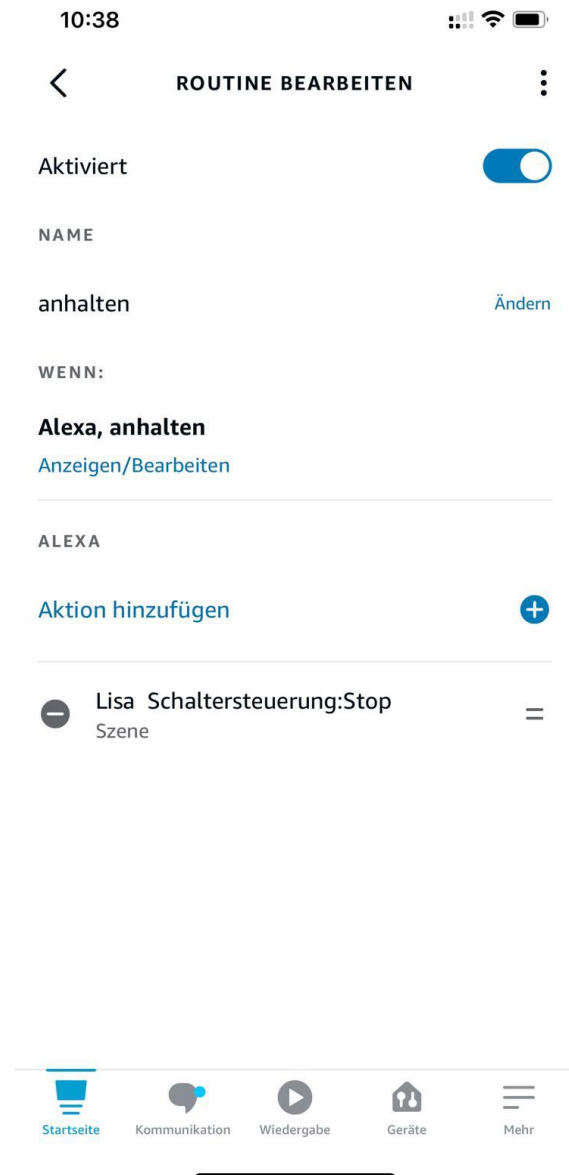 10:38
ROUTINE BEARBEITEN
Aktiviert
NAME
anhalten Ändern
WENN:
Alexa, anhalten
Anzeigen/Bearbeiten
ALEXA
Aktion hinzufügen
Lisa  Schaltersteuerung:Stop
Szene
Startseite Kommunikation Wiedergabe Geräte Mehr